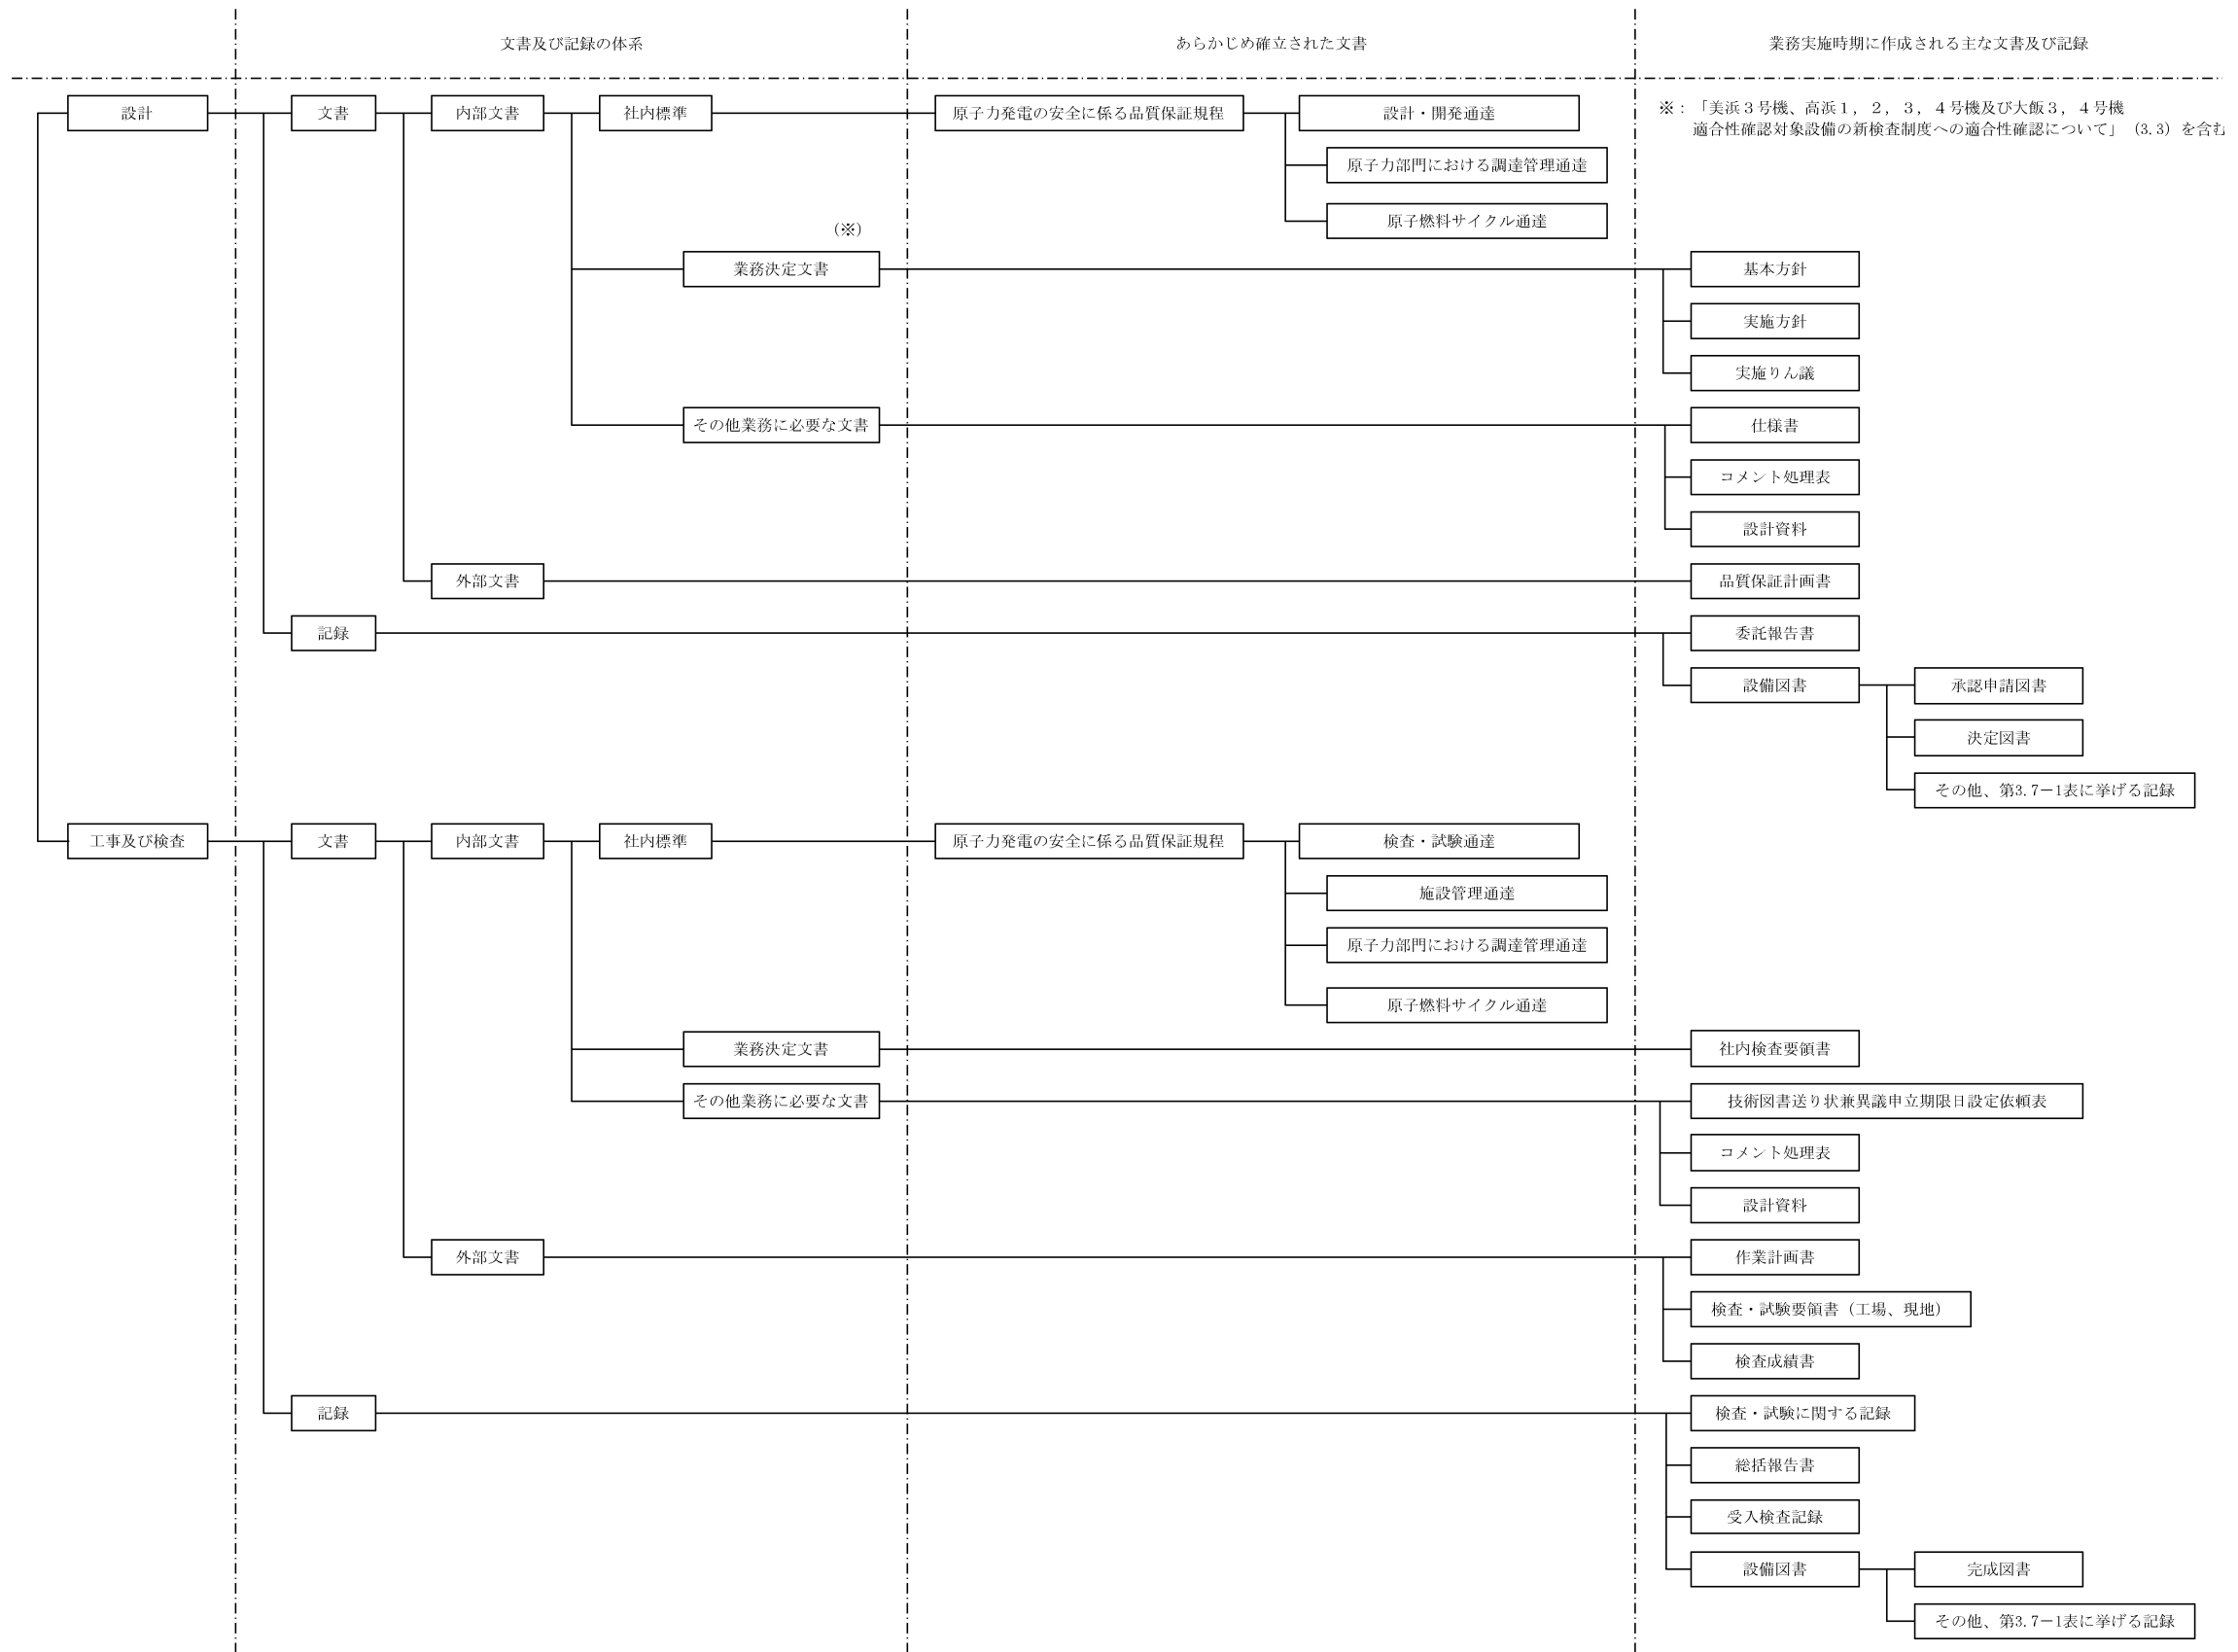 文書及び記録の体系
あらかじめ確立された文書
業務実施時期に作成される主な文書及び記録
設計
文書
内部文書
社内標準
原子力発電の安全に係る品質保証規程
設計・開発通達
※：「美浜３号機、高浜１，２，３，４号機及び大飯３，４号機
適合性確認対象設備の新検査制度への適合性確認について」（3.3）を含む
原子力部門における調達管理通達
原子燃料サイクル通達
（※）
業務決定文書
基本方針
実施方針
実施りん議
その他業務に必要な文書
仕様書
コメント処理表
設計資料
外部文書
品質保証計画書
記録
委託報告書
設備図書
承認申請図書
決定図書
その他、第3.7－1表に挙げる記録
工事及び検査
文書
内部文書
社内標準
原子力発電の安全に係る品質保証規程
検査・試験通達
施設管理通達
原子力部門における調達管理通達
原子燃料サイクル通達
業務決定文書
社内検査要領書
その他業務に必要な文書
技術図書送り状兼異議申立期限日設定依頼表
コメント処理表
設計資料
外部文書
作業計画書
検査・試験要領書（工場、現地）
検査成績書
記録
検査・試験に関する記録
総括報告書
受入検査記録
設備図書
完成図書
その他、第3.7－1表に挙げる記録